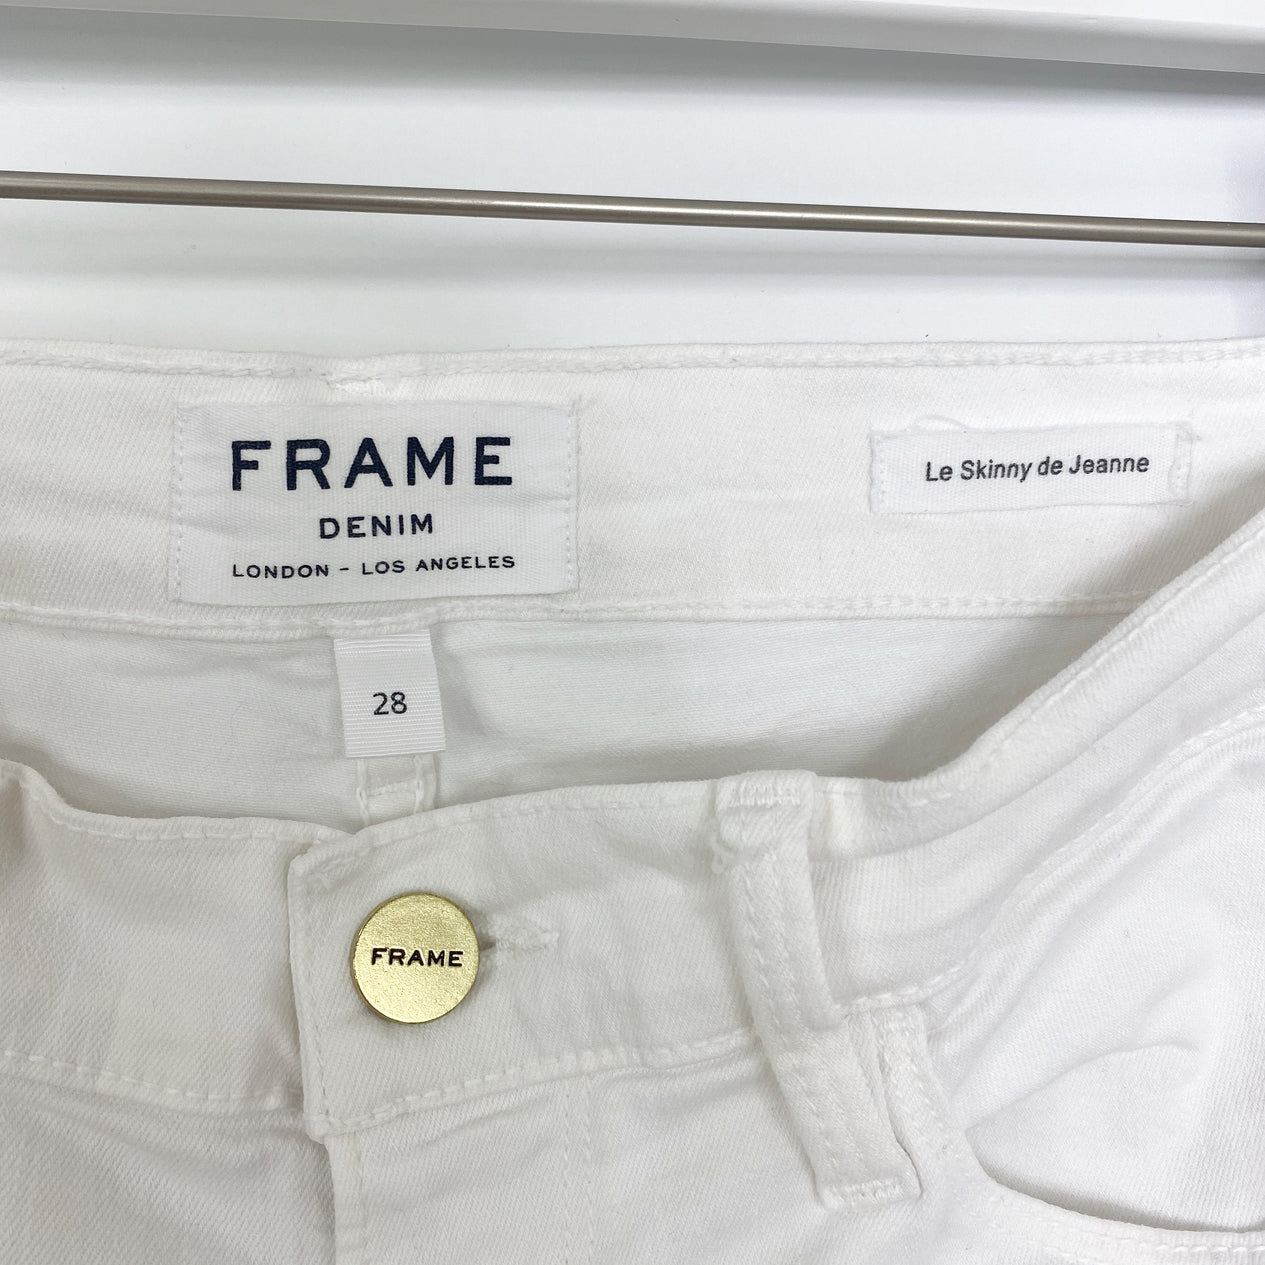 FRAME
DENIM
LONDON - LOS ANGELES
Le Skinny de Jeanne
28
FRAME